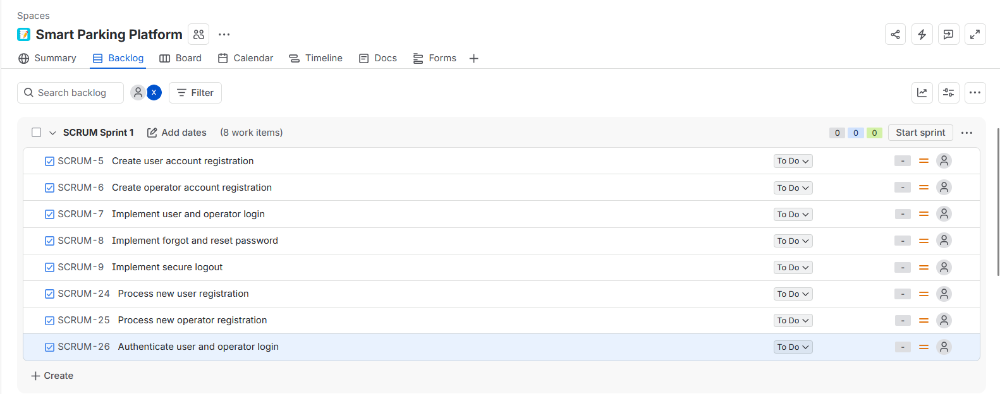 Spaces
Smart Parking Platform
Summary Backlog Board Calendar Timeline Docs Forms
Search backlog X Filter
SCRUM Sprint 1 Add dates (8 work items) 0 0 0 Start sprint
SCRUM-5 Create user account registration To Do -
SCRUM-6 Create operator account registration To Do -
SCRUM-7 Implement user and operator login To Do -
SCRUM-8 Implement forgot and reset password To Do -
SCRUM-9 Implement secure logout To Do -
SCRUM-24 Process new user registration To Do -
SCRUM-25 Process new operator registration To Do -
SCRUM-26 Authenticate user and operator login To Do -
+ Create